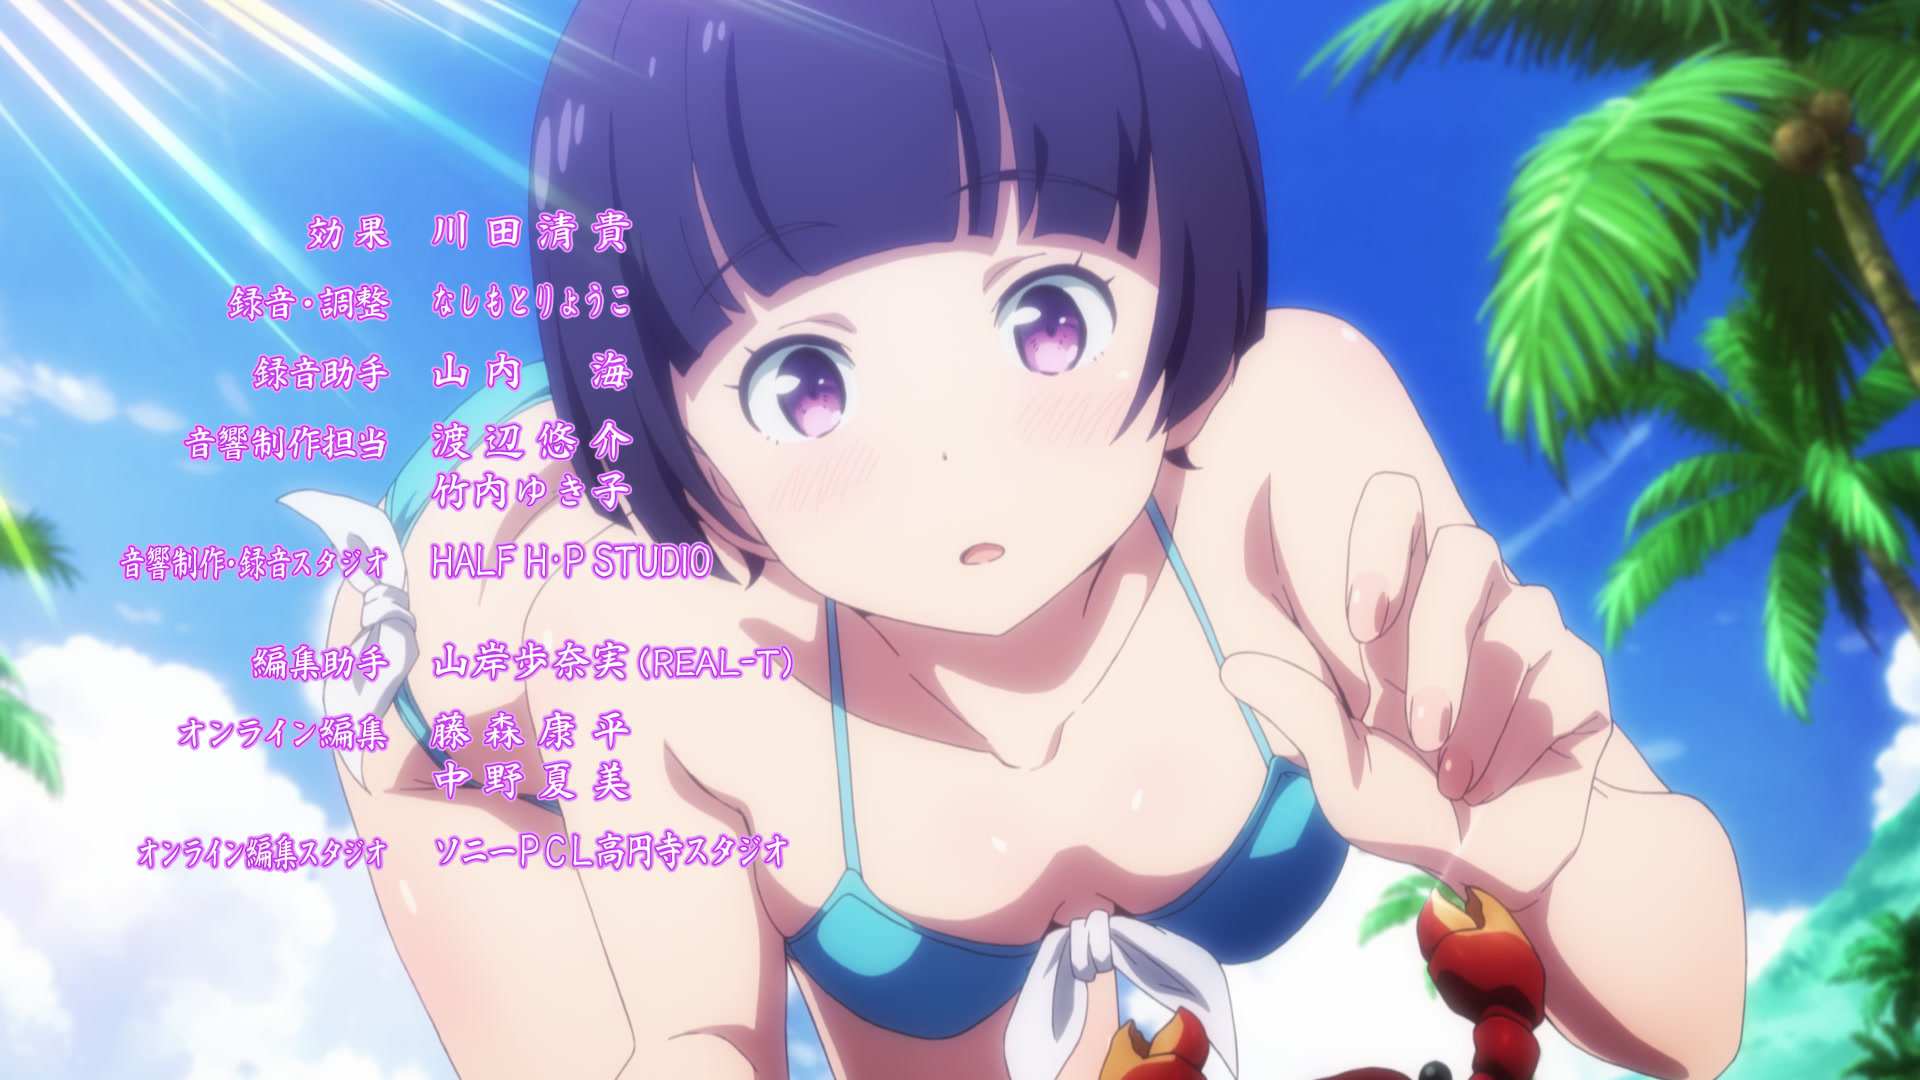 効果 川田清貴
録音・調整 なしもとりょうこ
録音助手 山内 海
音響制作担当 渡辺悠介
竹内ゆき子
音響制作・録音スタジオ HALF H・P STUDIO
編集助手 山岸歩奈実(REAL-T)
オンライン編集 藤森康平
中野夏美
オンライン編集スタジオ ソニーPCL高円寺スタジオ